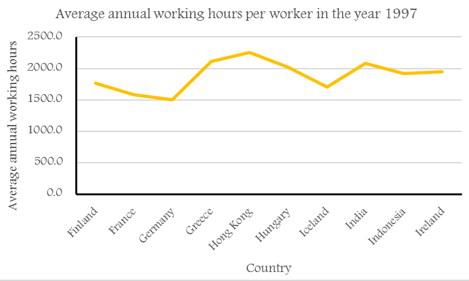 Average annual working hours per worker in the year 1997
Average annual working hours
2500.0
2000.0
1500.0
1000.0
500.0
0.0
Finland
France
Germany
Greece
Hong Kong
Hungary
Iceland
India
Indonesia
Ireland
Country